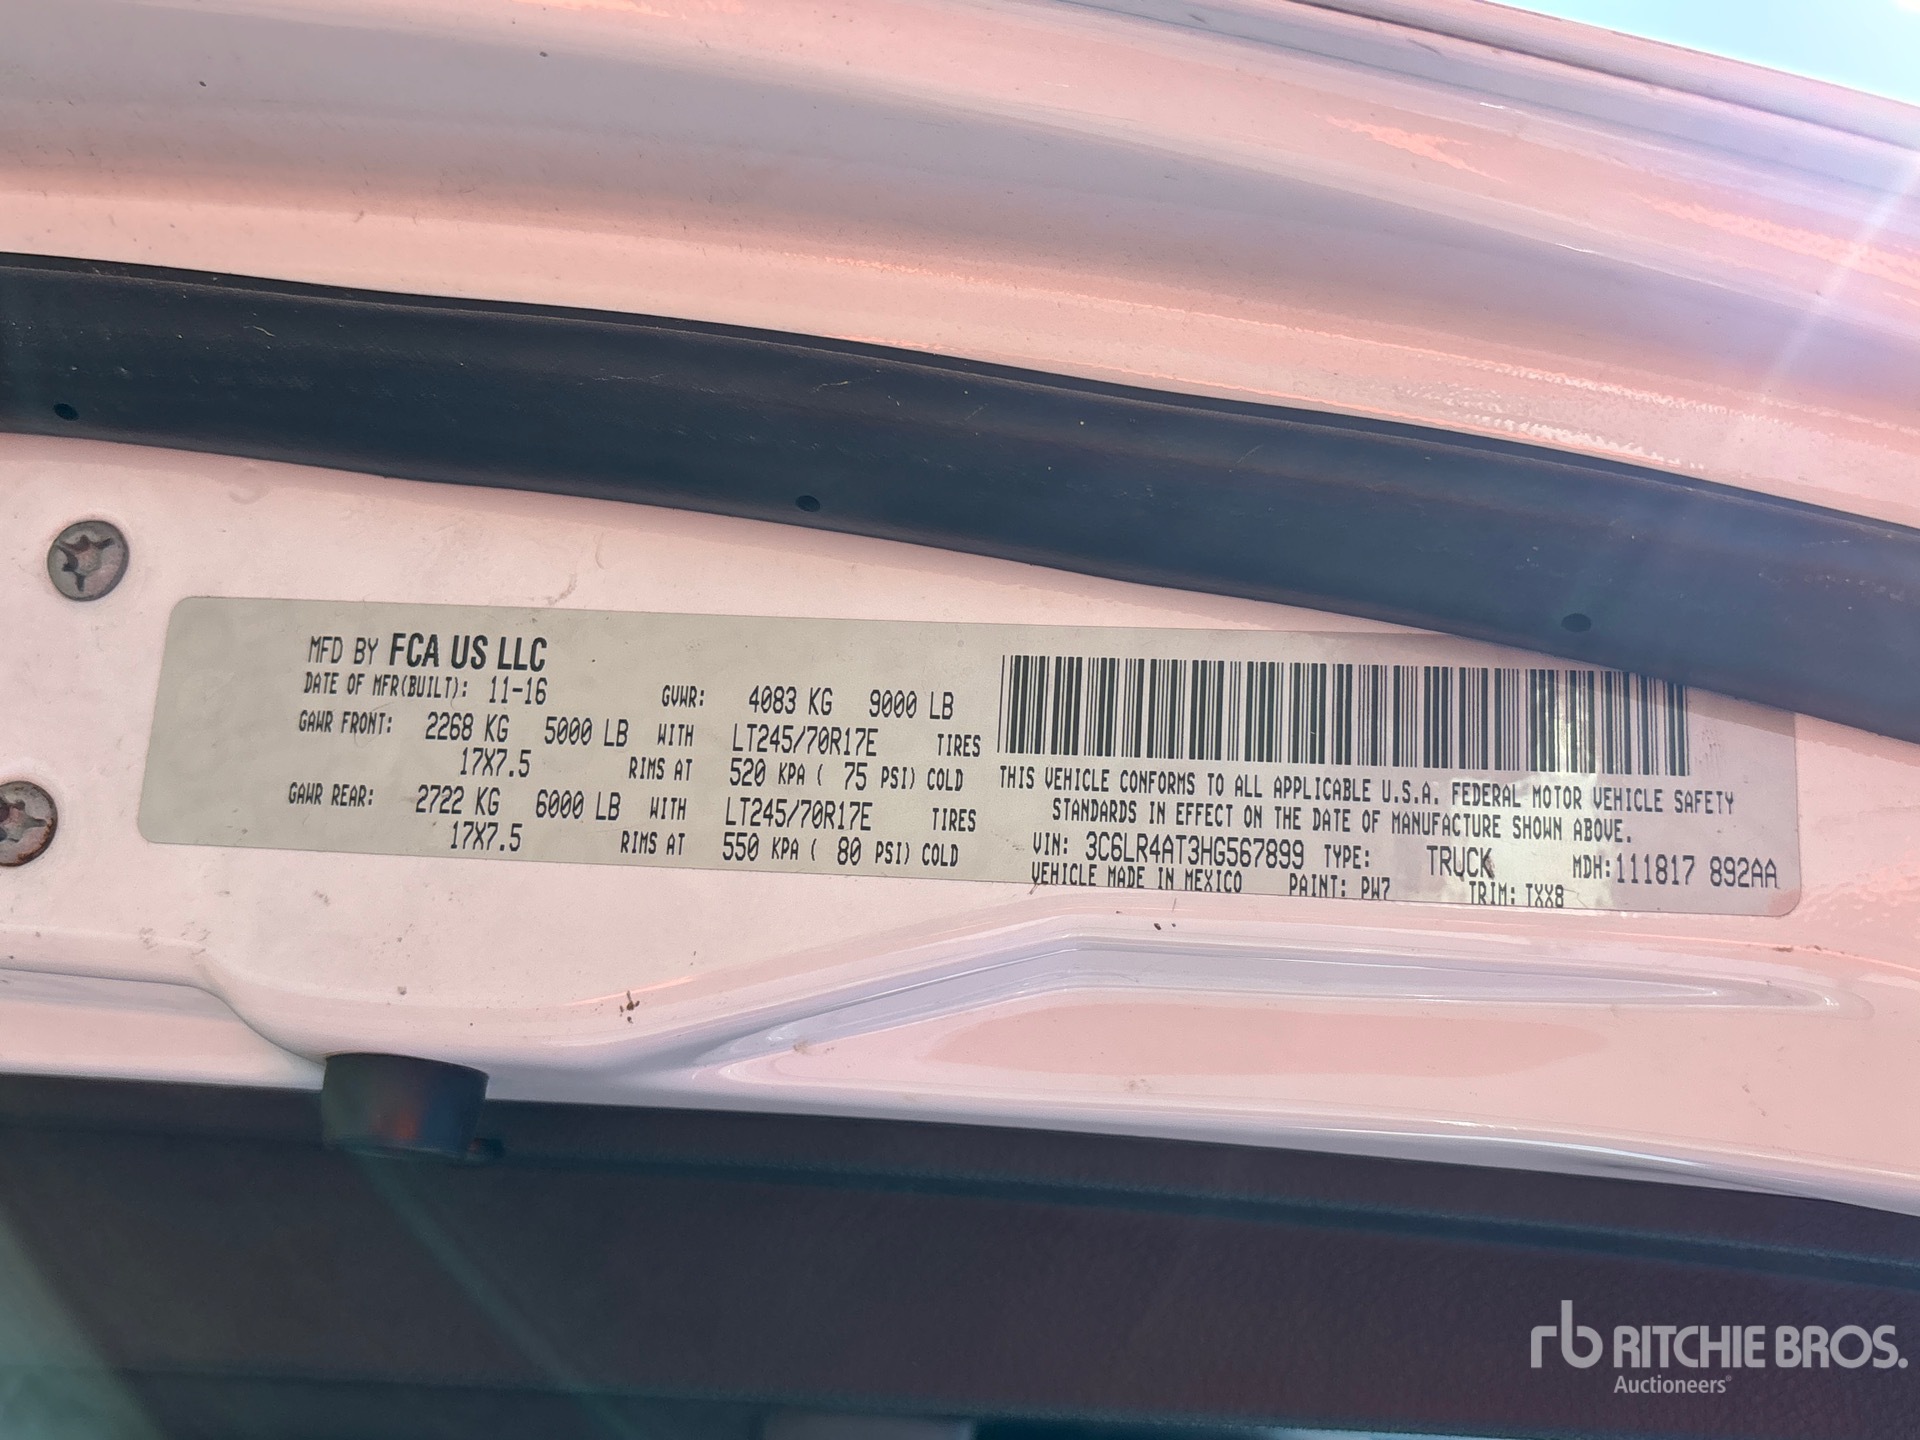 MFD BY FCA US LLC
DATE OF MFR(BUILT): 11-16 GVWR: 4083 KG 9000 LB
GAWR FRONT: 2268 KG 5000 LB WITH LT245/70R17E TIRES
17X7.5 RIMS AT 520 KPA ( 75 PSI) COLD
GAWR REAR: 2722 KG 6000 LB WITH LT245/70R17E TIRES
17X7.5 RIMS AT 550 KPA ( 80 PSI) COLD
THIS VEHICLE CONFORMS TO ALL APPLICABLE U.S.A. FEDERAL MOTOR VEHICLE SAFETY
STANDARDS IN EFFECT ON THE DATE OF MANUFACTURE SHOWN ABOVE.
VIN: 3C6LR4AT3HG567899 TYPE: TRUCK MDH:111817 892AA
VEHICLE MADE IN MEXICO PAINT: PW7 TRIM: TXX8
rb RITCHIE BROS.
Auctioneers